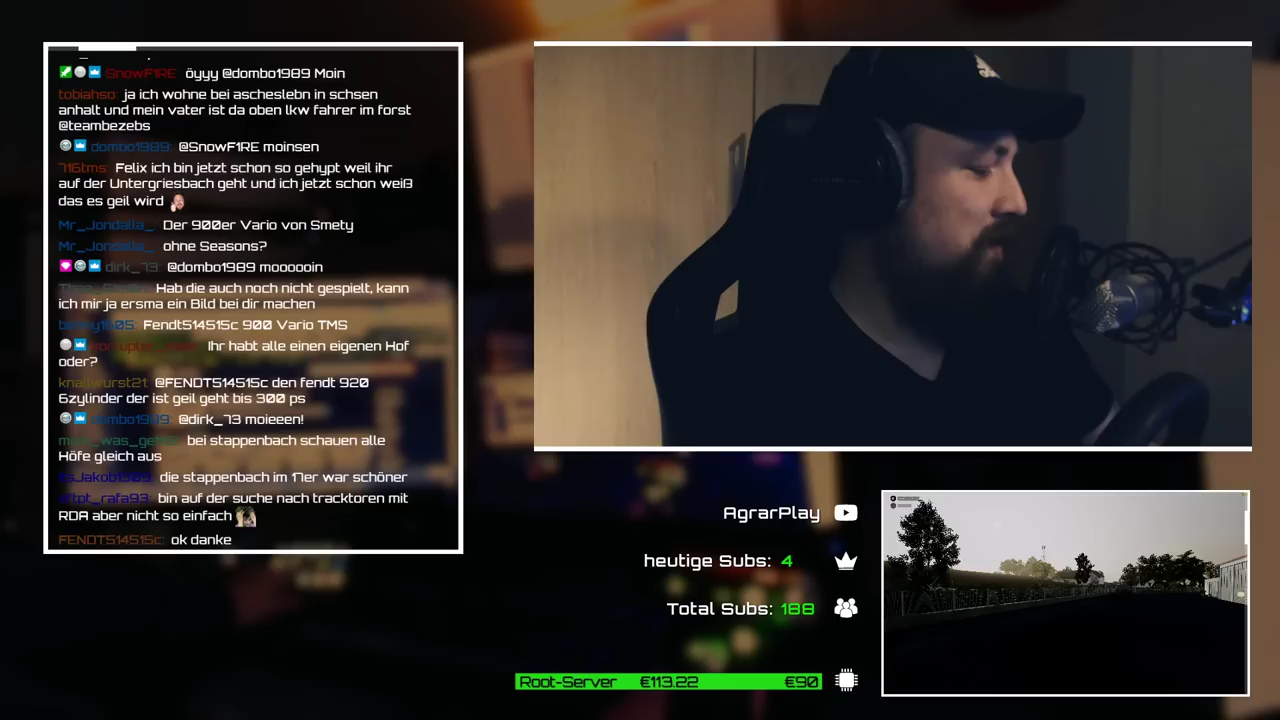 SnowF1RE öyyy @dombo1989 Moin
tobiahso: ja ich wohne bei ascheslebn in schsen
anhalt und mein vater ist da oben lkw fahrer im forst
@teambezebs
dombo1989: @SnowF1RE moinsen
716tms: Felix ich bin jetzt schon so gehypt weil ihr
auf der Untergriesbach geht und ich jetzt schon weiß
das es geil wird
Mr_Jondalla_ Der 900er Vario von Smety
Mr_Jondalla_ ohne Seasons?
dirk_73: @dombo1989 moooooin
Hab die auch noch nicht gespielt, kann
ich mir ja ersma ein Bild bei dir machen
Fendt514515c 900 Vario TMS
Ihr habt alle einen eigenen Hof
oder?
knallwurst21: @FENDT514515c den fendt 920
6zylinder der ist geil geht bis 300 ps
dombo1989: @dirk_73 moieeen!
bei stappenbach schauen alle
Höfe gleich aus
die stappenbach im 17er war schöner
bin auf der suche nach tracktoren mit
RDA aber nicht so einfach
FENDT514515c: ok danke
AgrarPlay
heutige Subs: 4
Total Subs: 188
Root-Server €113.22 €90